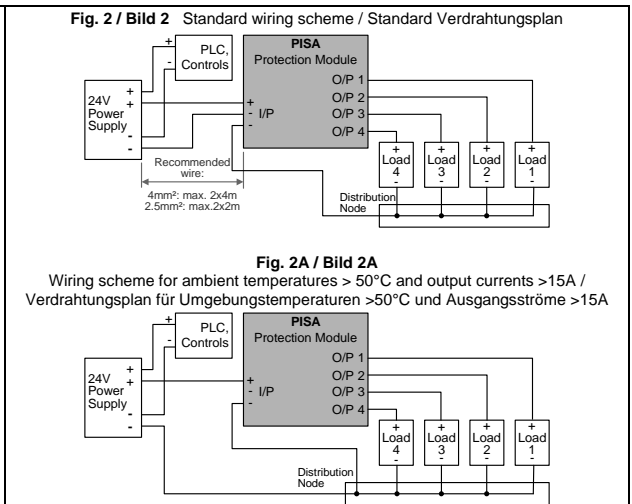 Fig. 2 / Bild 2 Standard wiring scheme / Standard Verdrahtungsplan
+
-
PLC,
Controls
PISA
Protection Module
O/P 1
O/P 2
O/P 3
O/P 4
24V
Power
Supply
+
+
-
-
+
- I/P
-
Recommended
wire:
4mm²: max. 2x4m
2.5mm²: max.2x2m
+
Load
4
-
+
Load
3
-
+
Load
2
-
+
Load
1
-
Distribution
Node
Fig. 2A / Bild 2A
Wiring scheme for ambient temperatures > 50°C and output currents >15A /
Verdrahtungsplan für Umgebungstemperaturen >50°C und Ausgangsströme >15A
+
-
PLC,
Controls
PISA
Protection Module
O/P 1
O/P 2
O/P 3
O/P 4
24V
Power
Supply
+
+
-
-
+
- I/P
-
+
Load
4
-
+
Load
3
-
+
Load
2
-
+
Load
1
-
Distribution
Node